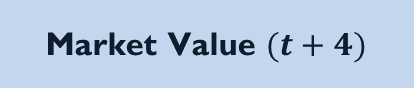 Market Value (t + 4)